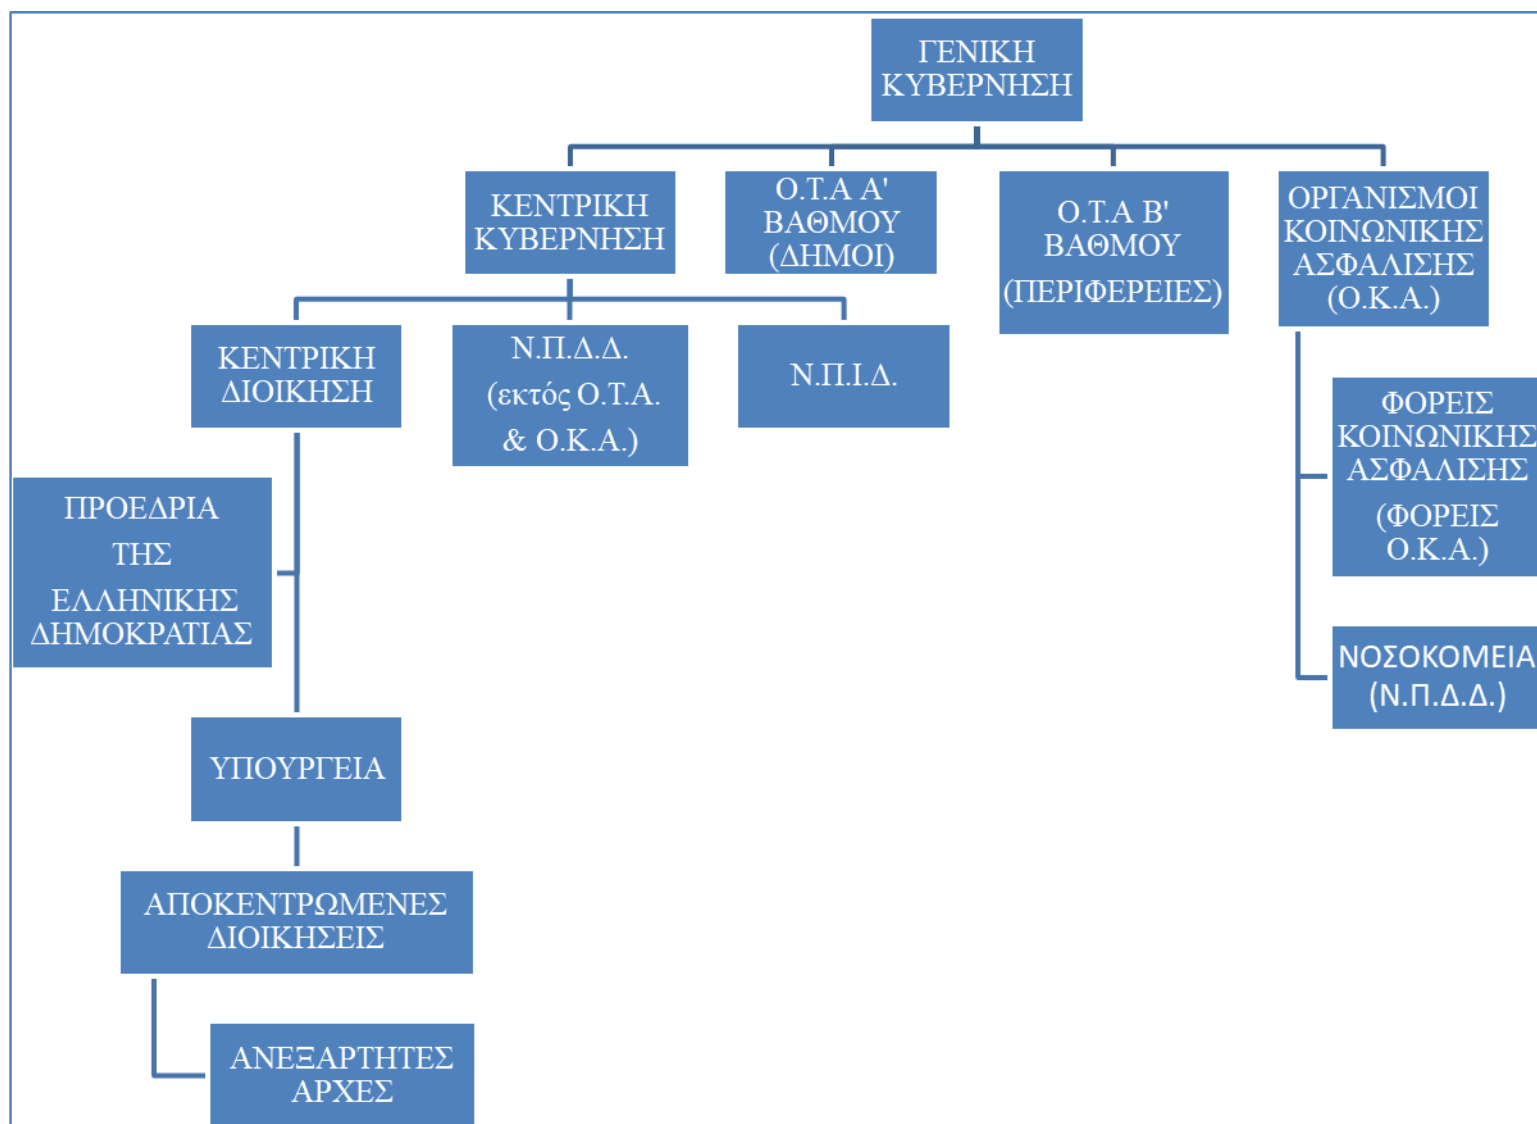 ΓΕΝΙΚΗ
ΚΥΒΕΡΝΗΣΗ
ΚΕΝΤΡΙΚΗ
ΚΥΒΕΡΝΗΣΗ
Ο.Τ.Α Α'
ΒΑΘΜΟΥ
(ΔΗΜΟΙ)
Ο.Τ.Α Β'
ΒΑΘΜΟΥ
(ΠΕΡΙΦΕΡΕΙΕΣ)
ΟΡΓΑΝΙΣΜΟΙ
ΚΟΙΝΩΝΙΚΗΣ
ΑΣΦΑΛΙΣΗΣ
(Ο.Κ.Α.)
ΚΕΝΤΡΙΚΗ
ΔΙΟΙΚΗΣΗ
Ν.Π.Δ.Δ.
(εκτός Ο.Τ.Α.
& Ο.Κ.Α.)
Ν.Π.Ι.Δ.
ΦΟΡΕΙΣ
ΚΟΙΝΩΝΙΚΗΣ
ΑΣΦΑΛΙΣΗΣ
(ΦΟΡΕΙΣ
Ο.Κ.Α.)
ΠΡΟΕΔΡΙΑ
ΤΗΣ
ΕΛΛΗΝΙΚΗΣ
ΔΗΜΟΚΡΑΤΙΑΣ
ΝΟΣΟΚΟΜΕΙΑ
(Ν.Π.Δ.Δ.)
ΥΠΟΥΡΓΕΙΑ
ΑΠΟΚΕΝΤΡΩΜΕΝΕΣ
ΔΙΟΙΚΗΣΕΙΣ
ΑΝΕΞΑΡΤΗΤΕΣ
ΑΡΧΕΣ